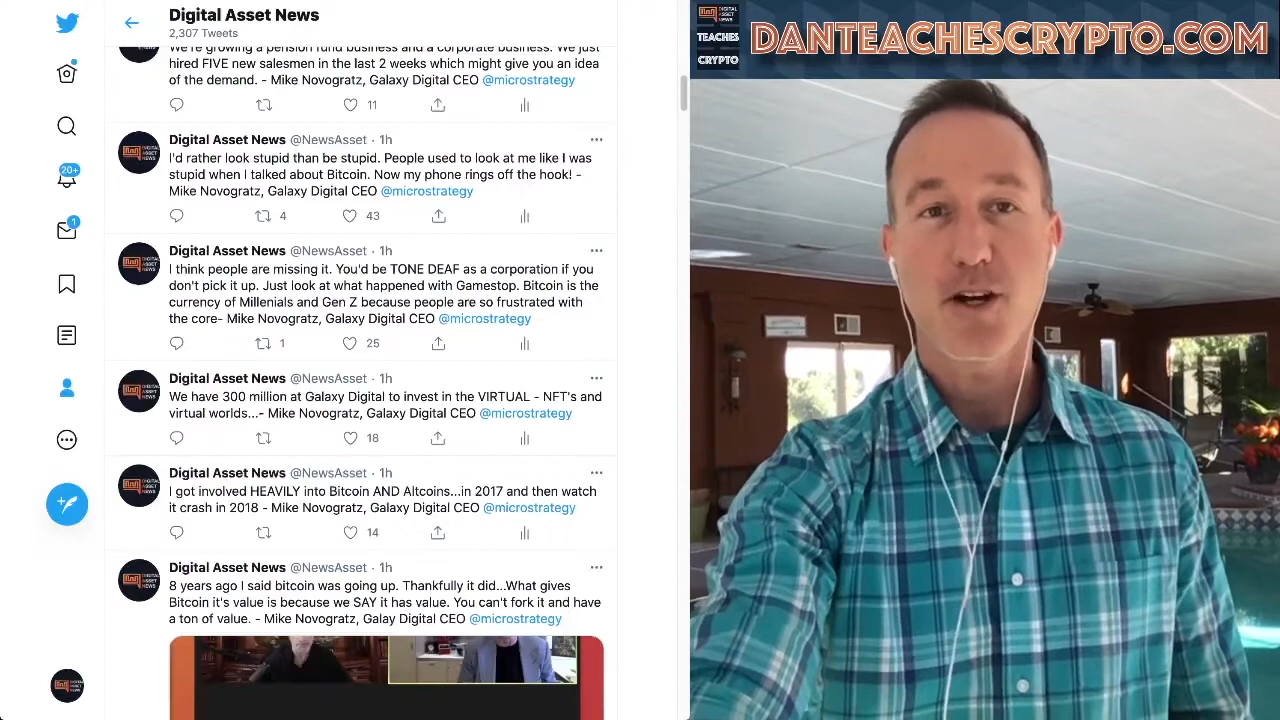 Digital Asset News
2,307 Tweets
We're growing a pension fund business and a corporate business. We just
hired FIVE new salesmen in the last 2 weeks which might give you an idea
of the demand. - Mike Novogratz, Galaxy Digital CEO @microstrategy
11
Digital Asset News @NewsAsset · 1h
I'd rather look stupid than be stupid. People used to look at me like I was
stupid when I talked about Bitcoin. Now my phone rings off the hook! -
Mike Novogratz, Galaxy Digital CEO @microstrategy
4 43
Digital Asset News @NewsAsset · 1h
I think people are missing it. You'd be TONE DEAF as a corporation if you
don't pick it up. Just look at what happened with Gamestop. Bitcoin is the
currency of Millenials and Gen Z because people are so frustrated with
the core- Mike Novogratz, Galaxy Digital CEO @microstrategy
1 25
Digital Asset News @NewsAsset · 1h
We have 300 million at Galaxy Digital to invest in the VIRTUAL - NFT's and
virtual worlds...- Mike Novogratz, Galaxy Digital CEO @microstrategy
18
Digital Asset News @NewsAsset · 1h
I got involved HEAVILY into Bitcoin AND Altcoins...in 2017 and then watch
it crash in 2018 - Mike Novogratz, Galaxy Digital CEO @microstrategy
14
Digital Asset News @NewsAsset · 1h
8 years ago I said bitcoin was going up. Thankfully it did...What gives
Bitcoin it's value is because we SAY it has value. You can't fork it and have
a ton of value. - Mike Novogratz, Galay Digital CEO @microstrategy
20+
1
DIGITAL
ASSET
NEWS
TEACHES
CRYPTO
DANTEACHESCRYPTO.COM